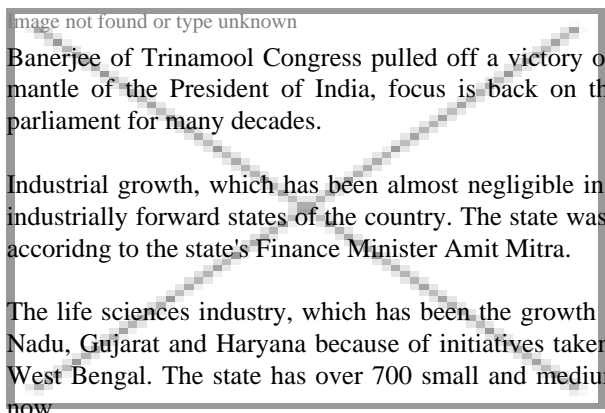 Image not found or type unknown
Banerjee of Trinamool Congress pulled off a victory o
mantle of the President of India, focus is back on th
parliament for many decades.
Industrial growth, which has been almost negligible in
industrially forward states of the country. The state was
accoridng to the state's Finance Minister Amit Mitra.
The life sciences industry, which has been the growth
Nadu, Gujarat and Haryana because of initiatives taken
West Bengal. The state has over 700 small and medium
now